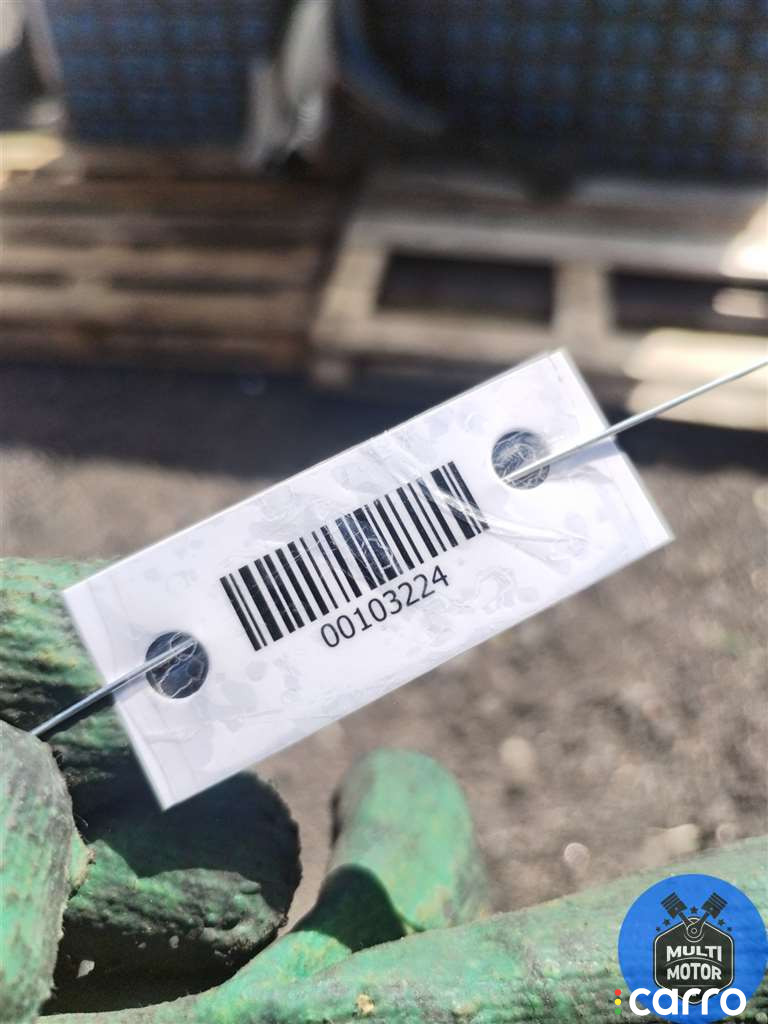 00103224
MULTI
MOTOR
carro